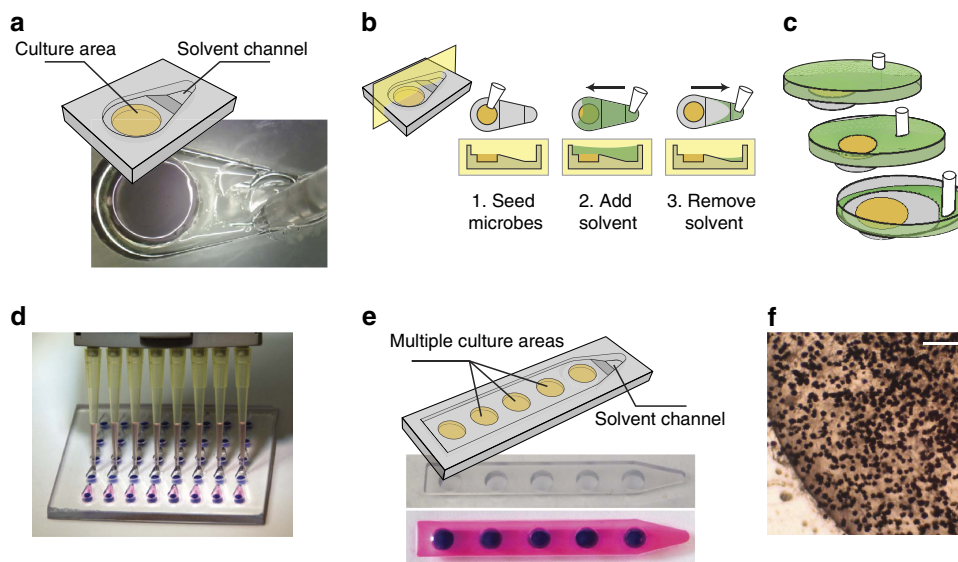 a
Culture area
Solvent channel
b
1. Seed
microbes
2. Add
solvent
3. Remove
solvent
c
d
e
Multiple culture areas
Solvent channel
f